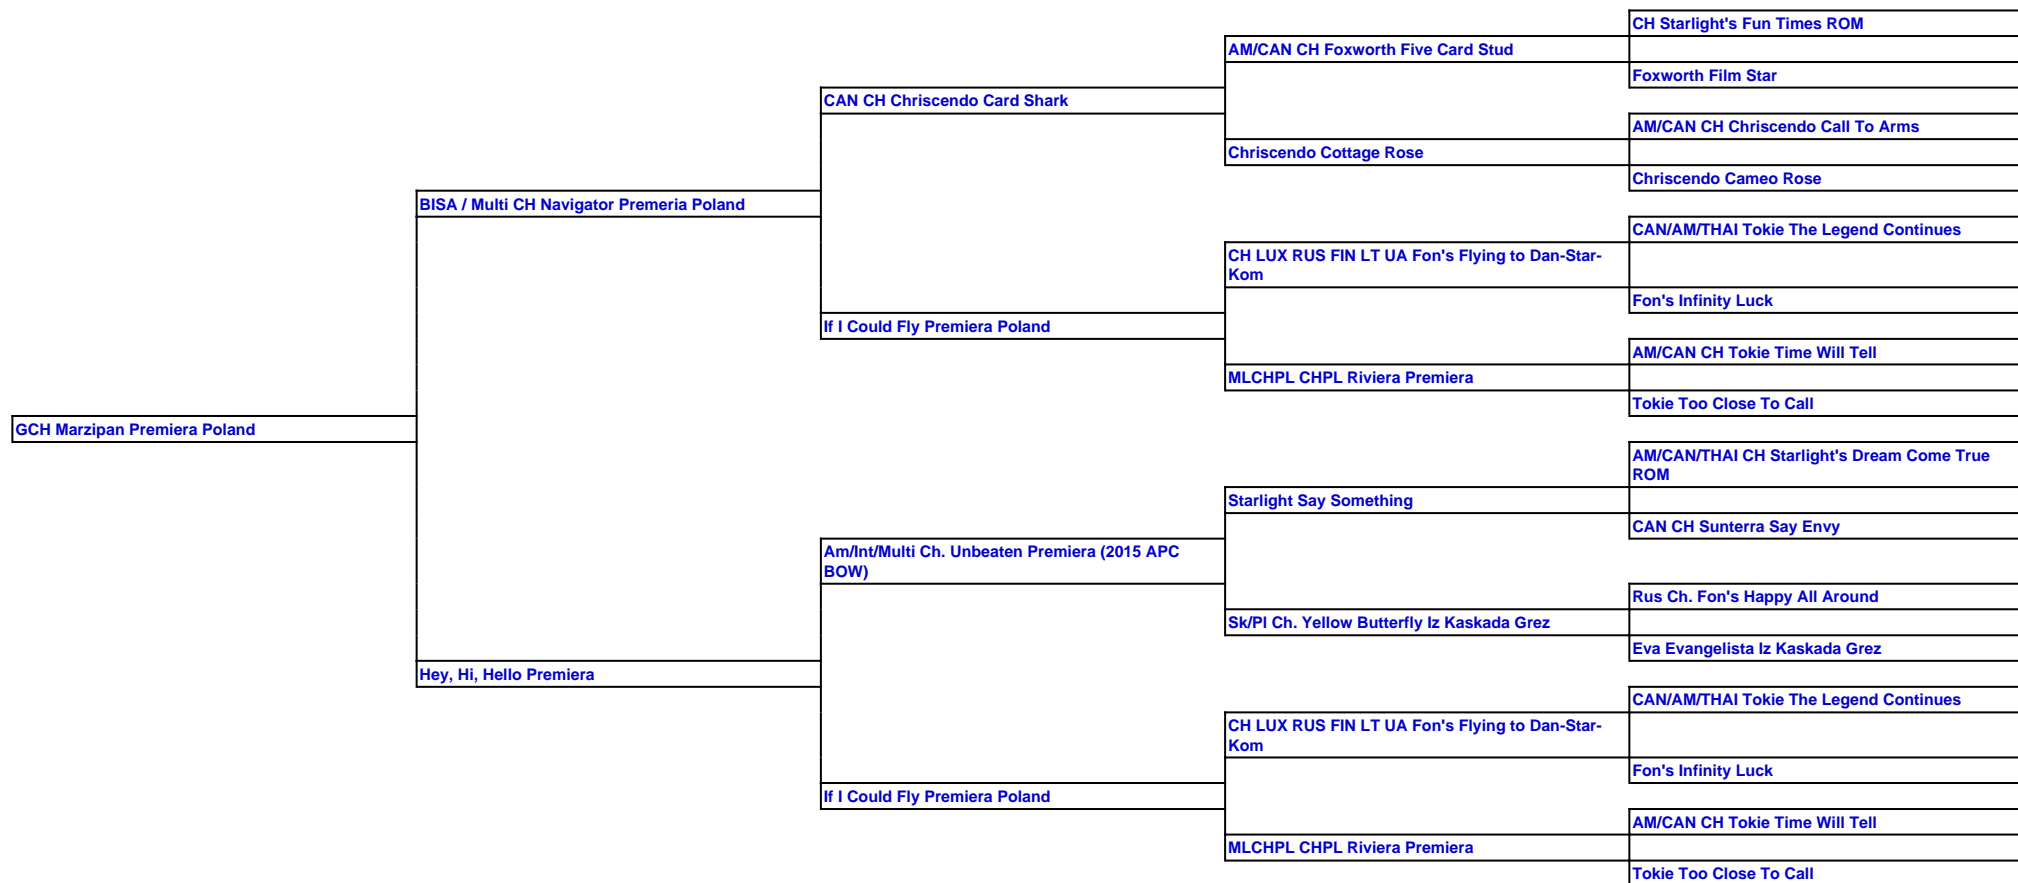 CH Starlight's Fun Times ROM
AM/CAN CH Foxworth Five Card Stud
Foxworth Film Star
CAN CH Chriscendo Card Shark
AM/CAN CH Chriscendo Call To Arms
Chriscendo Cottage Rose
Chriscendo Cameo Rose
BISA / Multi CH Navigator Premeria Poland
CAN/AM/THAI Tokie The Legend Continues
CH LUX RUS FIN LT UA Fon's Flying to Dan-Star-
Kom
Fon's Infinity Luck
If I Could Fly Premiera Poland
AM/CAN CH Tokie Time Will Tell
MLCHPL CHPL Riviera Premiera
Tokie Too Close To Call
GCH Marzipan Premiera Poland
AM/CAN/THAI CH Starlight's Dream Come True
ROM
Starlight Say Something
CAN CH Sunterra Say Envy
Am/Int/Multi Ch. Unbeaten Premiera (2015 APC
BOW)
Rus Ch. Fon's Happy All Around
Sk/Pl Ch. Yellow Butterfly Iz Kaskada Grez
Eva Evangelista Iz Kaskada Grez
Hey, Hi, Hello Premiera
CAN/AM/THAI Tokie The Legend Continues
CH LUX RUS FIN LT UA Fon's Flying to Dan-Star-
Kom
Fon's Infinity Luck
If I Could Fly Premiera Poland
AM/CAN CH Tokie Time Will Tell
MLCHPL CHPL Riviera Premiera
Tokie Too Close To Call